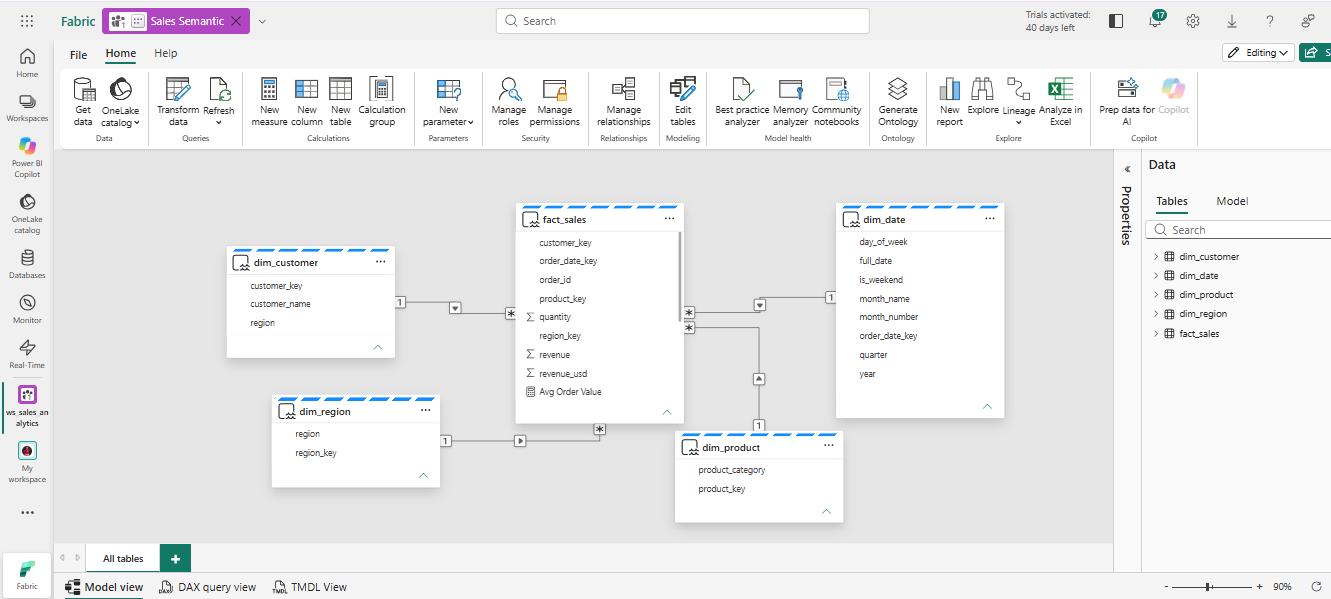 Fabric
Sales Semantic
Search
Trials activated:
40 days left
17
File
Home
Help
Editing
S
Get data
OneLake catalog
Data
Transform data
Refresh
Queries
New measure
New column
New table
Calculation group
Calculations
New parameter
Parameters
Manage roles
Manage permissions
Security
Manage relationships
Relationships
Edit tables
Modeling
Best practice analyzer
Memory analyzer
Community notebooks
Model health
Generate Ontology
Ontology
New report
Explore
Lineage
Analyze in Excel
Explore
Prep data for AI
Copilot
Copilot
Home
Workspaces
Power BI Copilot
OneLake catalog
Databases
Monitor
Real-Time
ws_sales_an
alytics
My workspace
Fabric
dim_customer
customer_key
customer_name
region
1
*
dim_region
region
region_key
1
*
fact_sales
customer_key
order_date_key
order_id
product_key
∑ quantity
region_key
∑ revenue
∑ revenue_usd
Avg Order Value
*
*
1
1
dim_date
day_of_week
full_date
is_weekend
month_name
month_number
order_date_key
quarter
year
dim_product
product_category
product_key
Properties
Data
Tables
Model
Search
dim_customer
dim_date
dim_product
dim_region
fact_sales
All tables
+
Model view
DAX
DAX query view
TMDL
TMDL View
-
+
90%